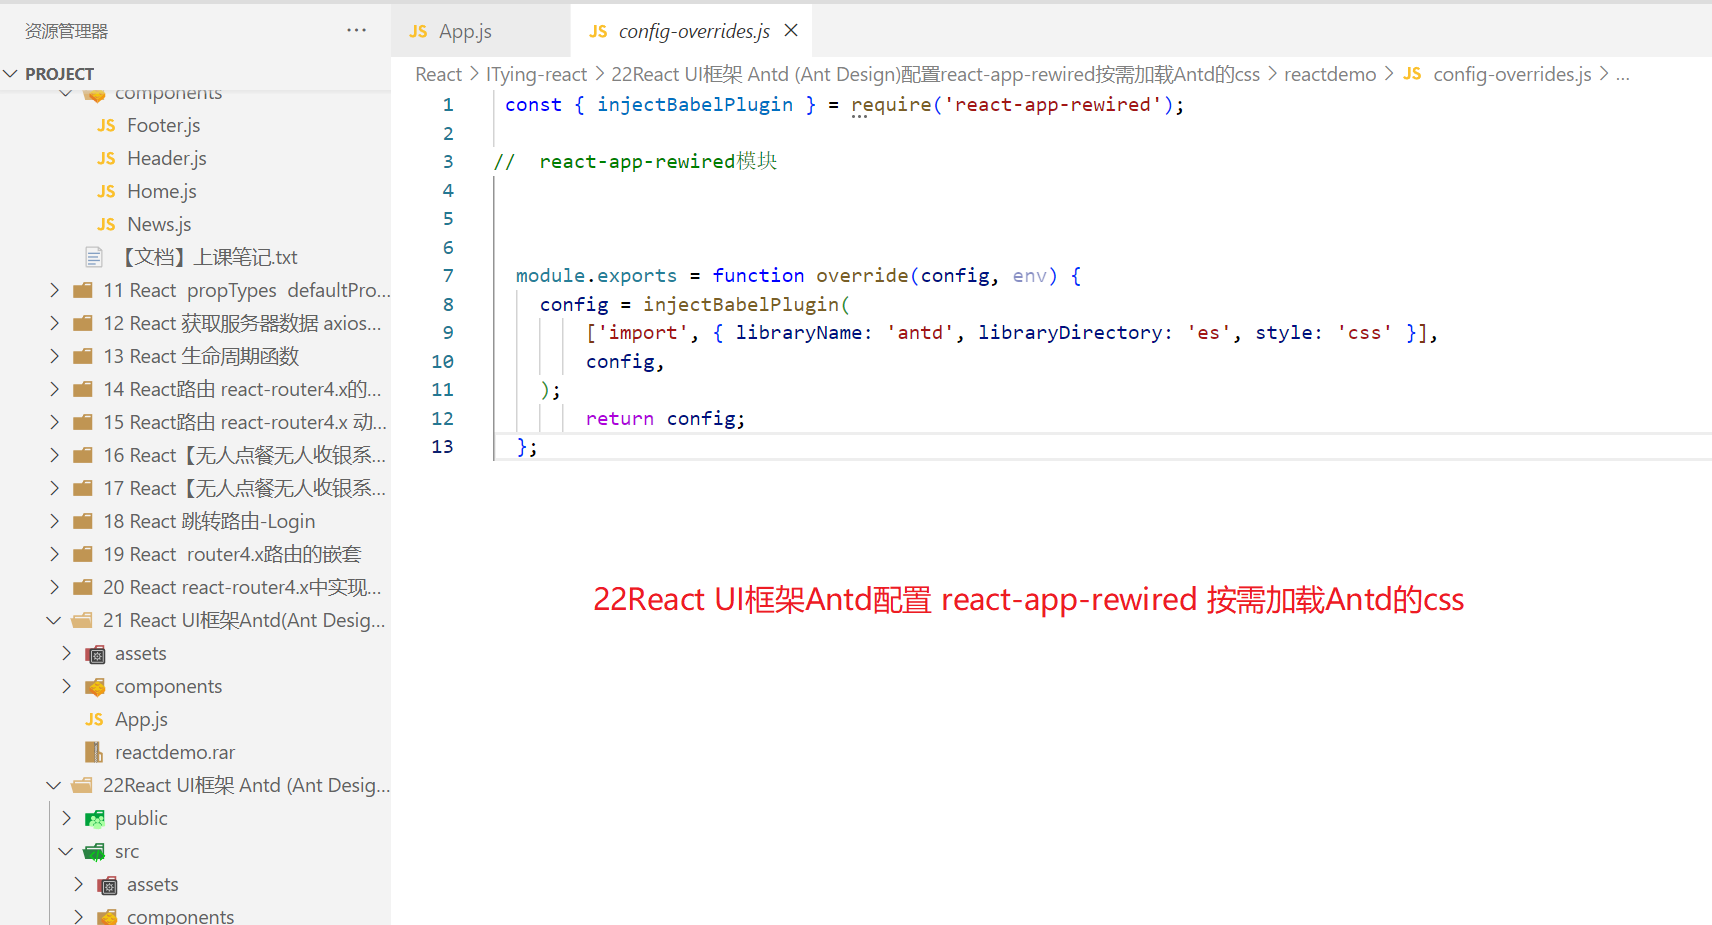 资源管理器 ···
PROJECT
components
JS Footer.js
JS Header.js
JS Home.js
JS News.js
【文档】上课笔记.txt
11 React propTypes defaultPro...
12 React 获取服务器数据 axios...
13 React 生命周期函数
14 React路由 react-router4.x的...
15 React路由 react-router4.x 动...
16 React【无人点餐无人收银系...
17 React【无人点餐无人收银系...
18 React 跳转路由-Login
19 React router4.x路由的嵌套
20 React react-router4.x中实现...
21 React UI框架Antd(Ant Desig...
assets
components
JS App.js
reactdemo.rar
22React UI框架 Antd (Ant Desig...
public
src
assets
components
JS App.js
JS config-overrides.js
React > ITying-react > 22React UI框架 Antd (Ant Design)配置react-app-rewired按需加载Antd的css > reactdemo > JS config-overrides.js > ...
1 const { injectBabelPlugin } = require('react-app-rewired');
2
3 // react-app-rewired模块
4
5
6
7 module.exports = function override(config, env) {
8 config = injectBabelPlugin(
9 ['import', { libraryName: 'antd', libraryDirectory: 'es', style: 'css' }],
10 config,
11 );
12 return config;
13 };
22React UI框架Antd配置 react-app-rewired 按需加载Antd的css